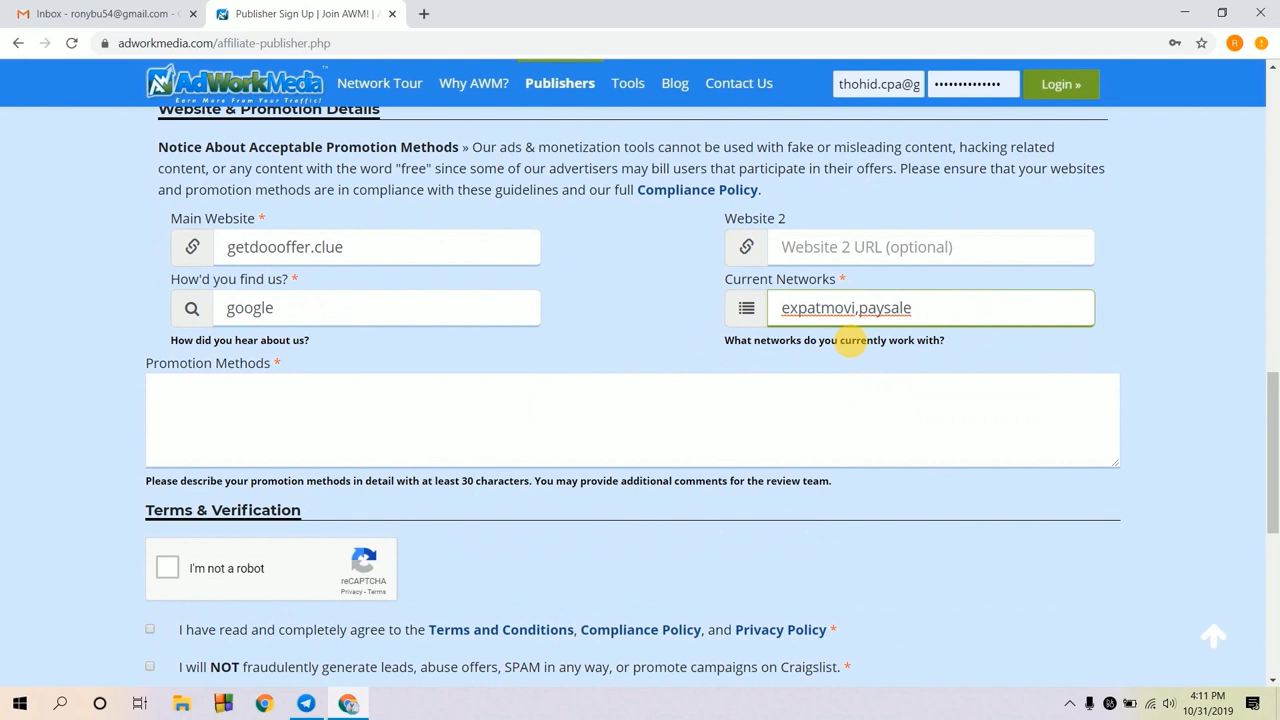 Inbox - ronybu54@gmail.com -
Publisher Sign Up | Join AWM! |
adworkmedia.com/affiliate-publisher.php
AdWorkMedia
Earn More From Your Traffic!
Network Tour
Why AWM?
Publishers
Tools
Blog
Contact Us
thohid.cpa@g
Login »
Website & Promotion Details
Notice About Acceptable Promotion Methods » Our ads & monetization tools cannot be used with fake or misleading content, hacking related
content, or any content with the word "free" since some of our advertisers may bill users that participate in their offers. Please ensure that your websites
and promotion methods are in compliance with these guidelines and our full Compliance Policy.
Main Website *
Website 2
getdoooffer.clue
Website 2 URL (optional)
How'd you find us? *
Current Networks *
google
expatmovi,paysale
How did you hear about us?
What networks do you currently work with?
Promotion Methods *
Please describe your promotion methods in detail with at least 30 characters. You may provide additional comments for the review team.
Terms & Verification
I'm not a robot
reCAPTCHA
Privacy - Terms
I have read and completely agree to the Terms and Conditions, Compliance Policy, and Privacy Policy *
I will NOT fraudulently generate leads, abuse offers, SPAM in any way, or promote campaigns on Craigslist. *
4:11 PM
10/31/2019